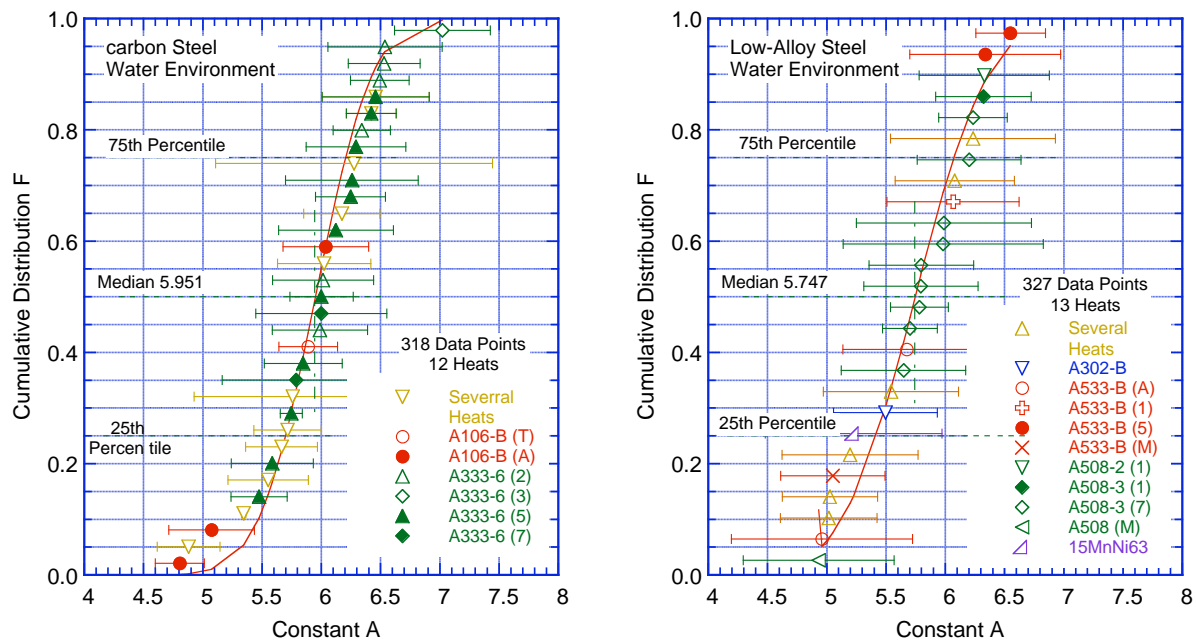 carbon Steel
Water Environment
75th Percentile
Median 5.951
25th
Percen tile
318 Data Points
12 Heats
Severral
Heats
A106-B (T)
A106-B (A)
A333-6 (2)
A333-6 (3)
A333-6 (5)
A333-6 (7)
Cumulative Distribution F
1.0
0.8
0.6
0.4
0.2
0.0
4
4.5
5
5.5
6
6.5
7
7.5
8
Constant A
Low-Alloy Steel
Water Environment
75th Percentile
Median 5.747
25th Percentile
327 Data Points
13 Heats
Several
Heats
A302-B
A533-B (A)
A533-B (1)
A533-B (5)
A533-B (M)
A508-2 (1)
A508-3 (1)
A508-3 (7)
A508 (M)
15MnNi63
Cumulative Distribution F
1.0
0.8
0.6
0.4
0.2
0.0
4
4.5
5
5.5
6
6.5
7
7.5
8
Constant A